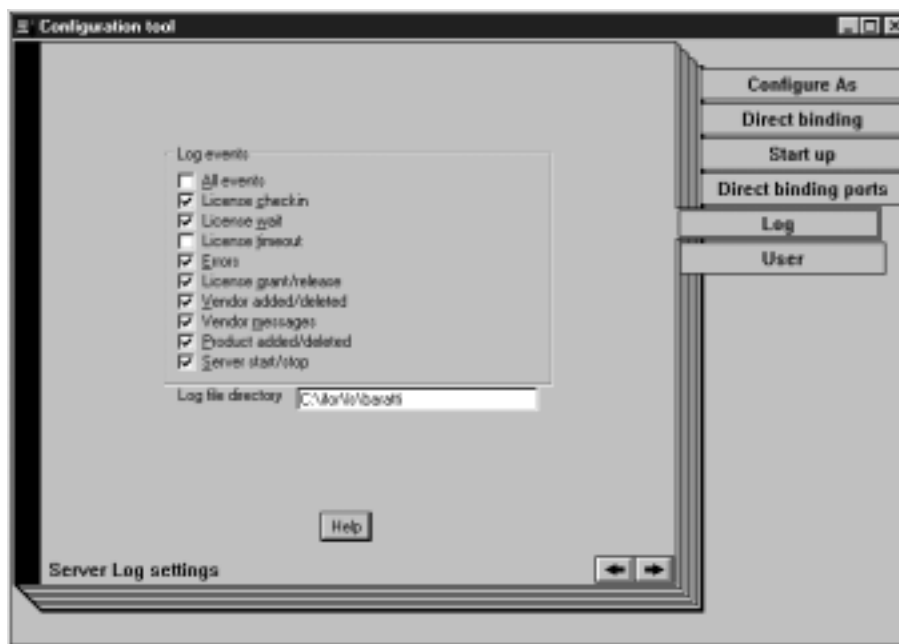 Configuration tool
Configure As
Direct binding
Start up
Direct binding ports
Log
User
Log events
All events
License checkin
License wait
License timeout
Errors
License grant/release
Vendor added/deleted
Vendor messages
Product added/deleted
Server start/stop
Log file directory
Help
Server Log settings